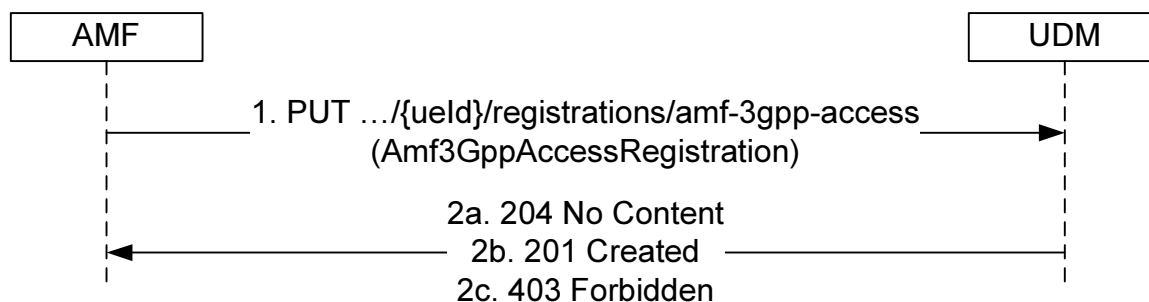 AMF
UDM
1. PUT …/{ueId}/registrations/amf-3gpp-access
(Amf3GppAccessRegistration)
2a. 204 No Content
2b. 201 Created
2c. 403 Forbidden